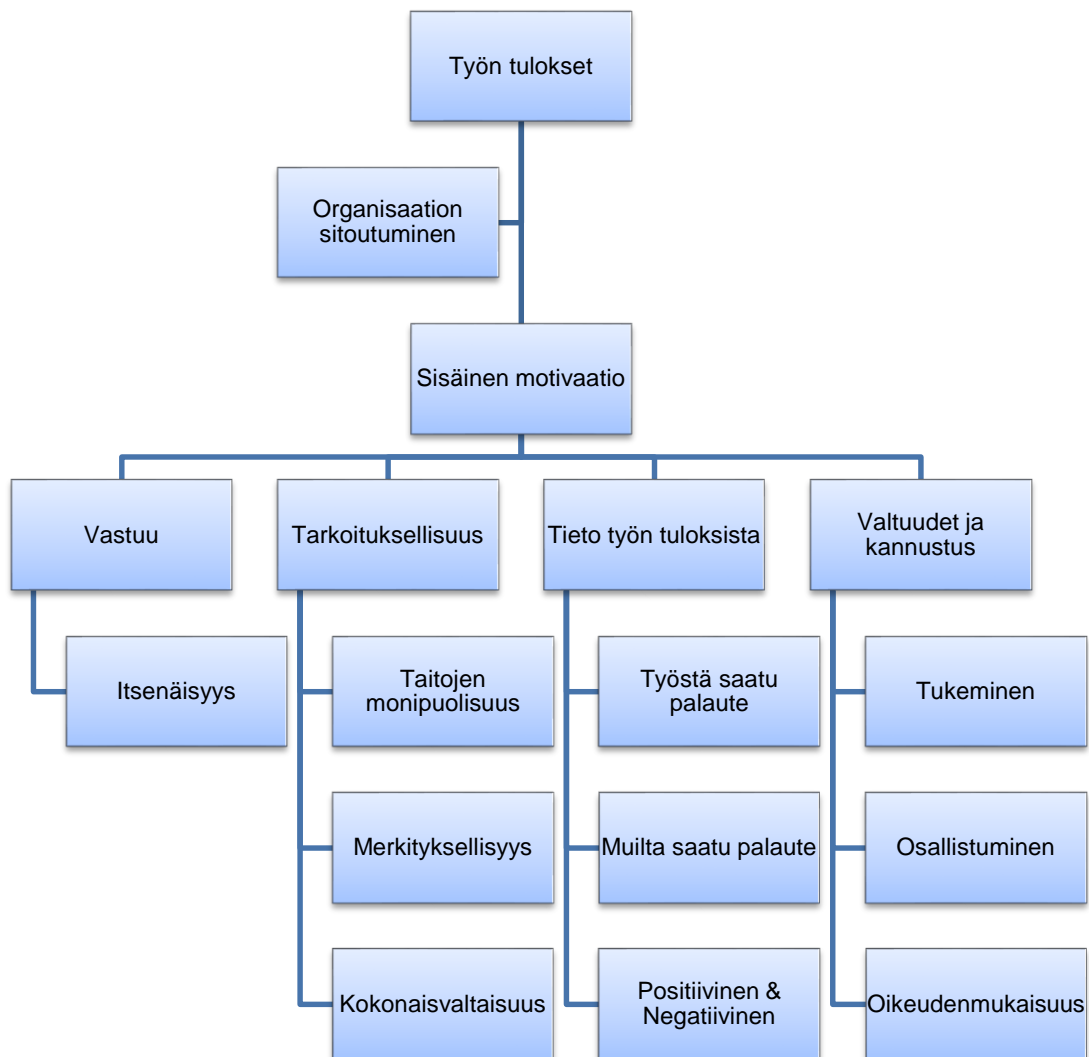 Työn tulokset
Organisaation
sitoutuminen
Sisäinen motivaatio
Vastuu
Tarkoituksellisuus
Tieto työn tuloksista
Valtuudet ja
kannustus
Itsenäisyys
Taitojen
monipuolisuus
Työstä saatu
palaute
Tukeminen
Merkityksellisyys
Muilta saatu palaute
Osallistuminen
Kokonaisvaltaisuus
Positiivinen &
Negatiivinen
Oikeudenmukaisuus